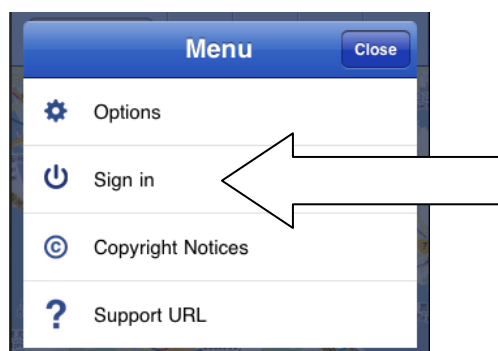 Menu
Close
Options
Sign in
Copyright Notices
Support URL